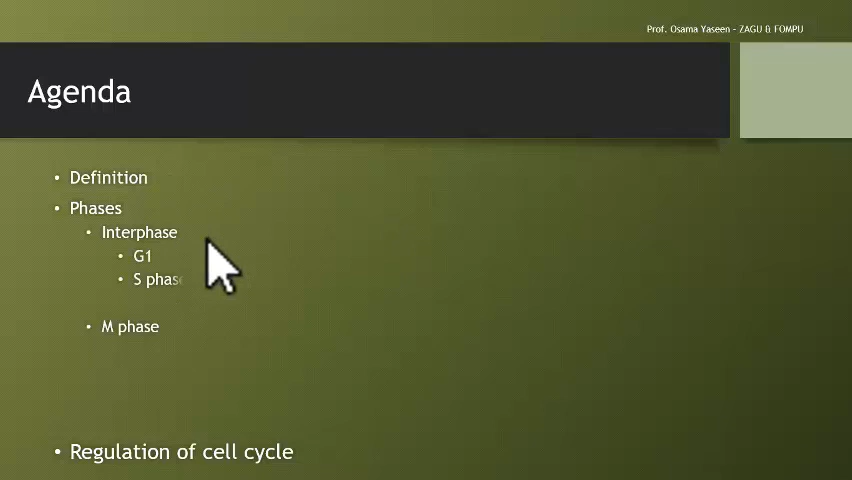 Prof. Osama Yaseen - ZAGU & FOMPU
Agenda
• Definition
• Phases
• Interphase
• G1
• S phase
• M phase
• Regulation of cell cycle